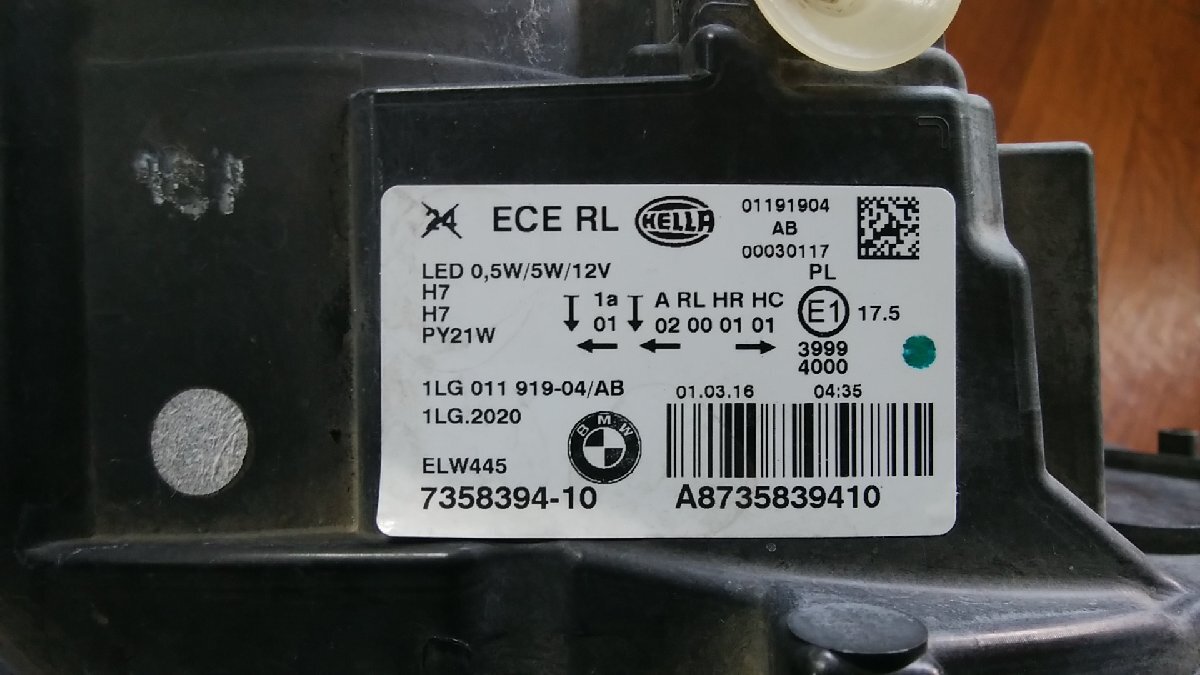 24 ECE RL HELLA
01191904
AB
00030117
LED 0,5W/5W/12V
H7
H7
PY21W
1a
01
A RL HR HC
02 00 01 01
PL
E1 17.5
3999
4000
1LG 011 919-04/AB
1LG.2020
01.03.16 04:35
BMW
ELW445
7358394-10
A8735839410